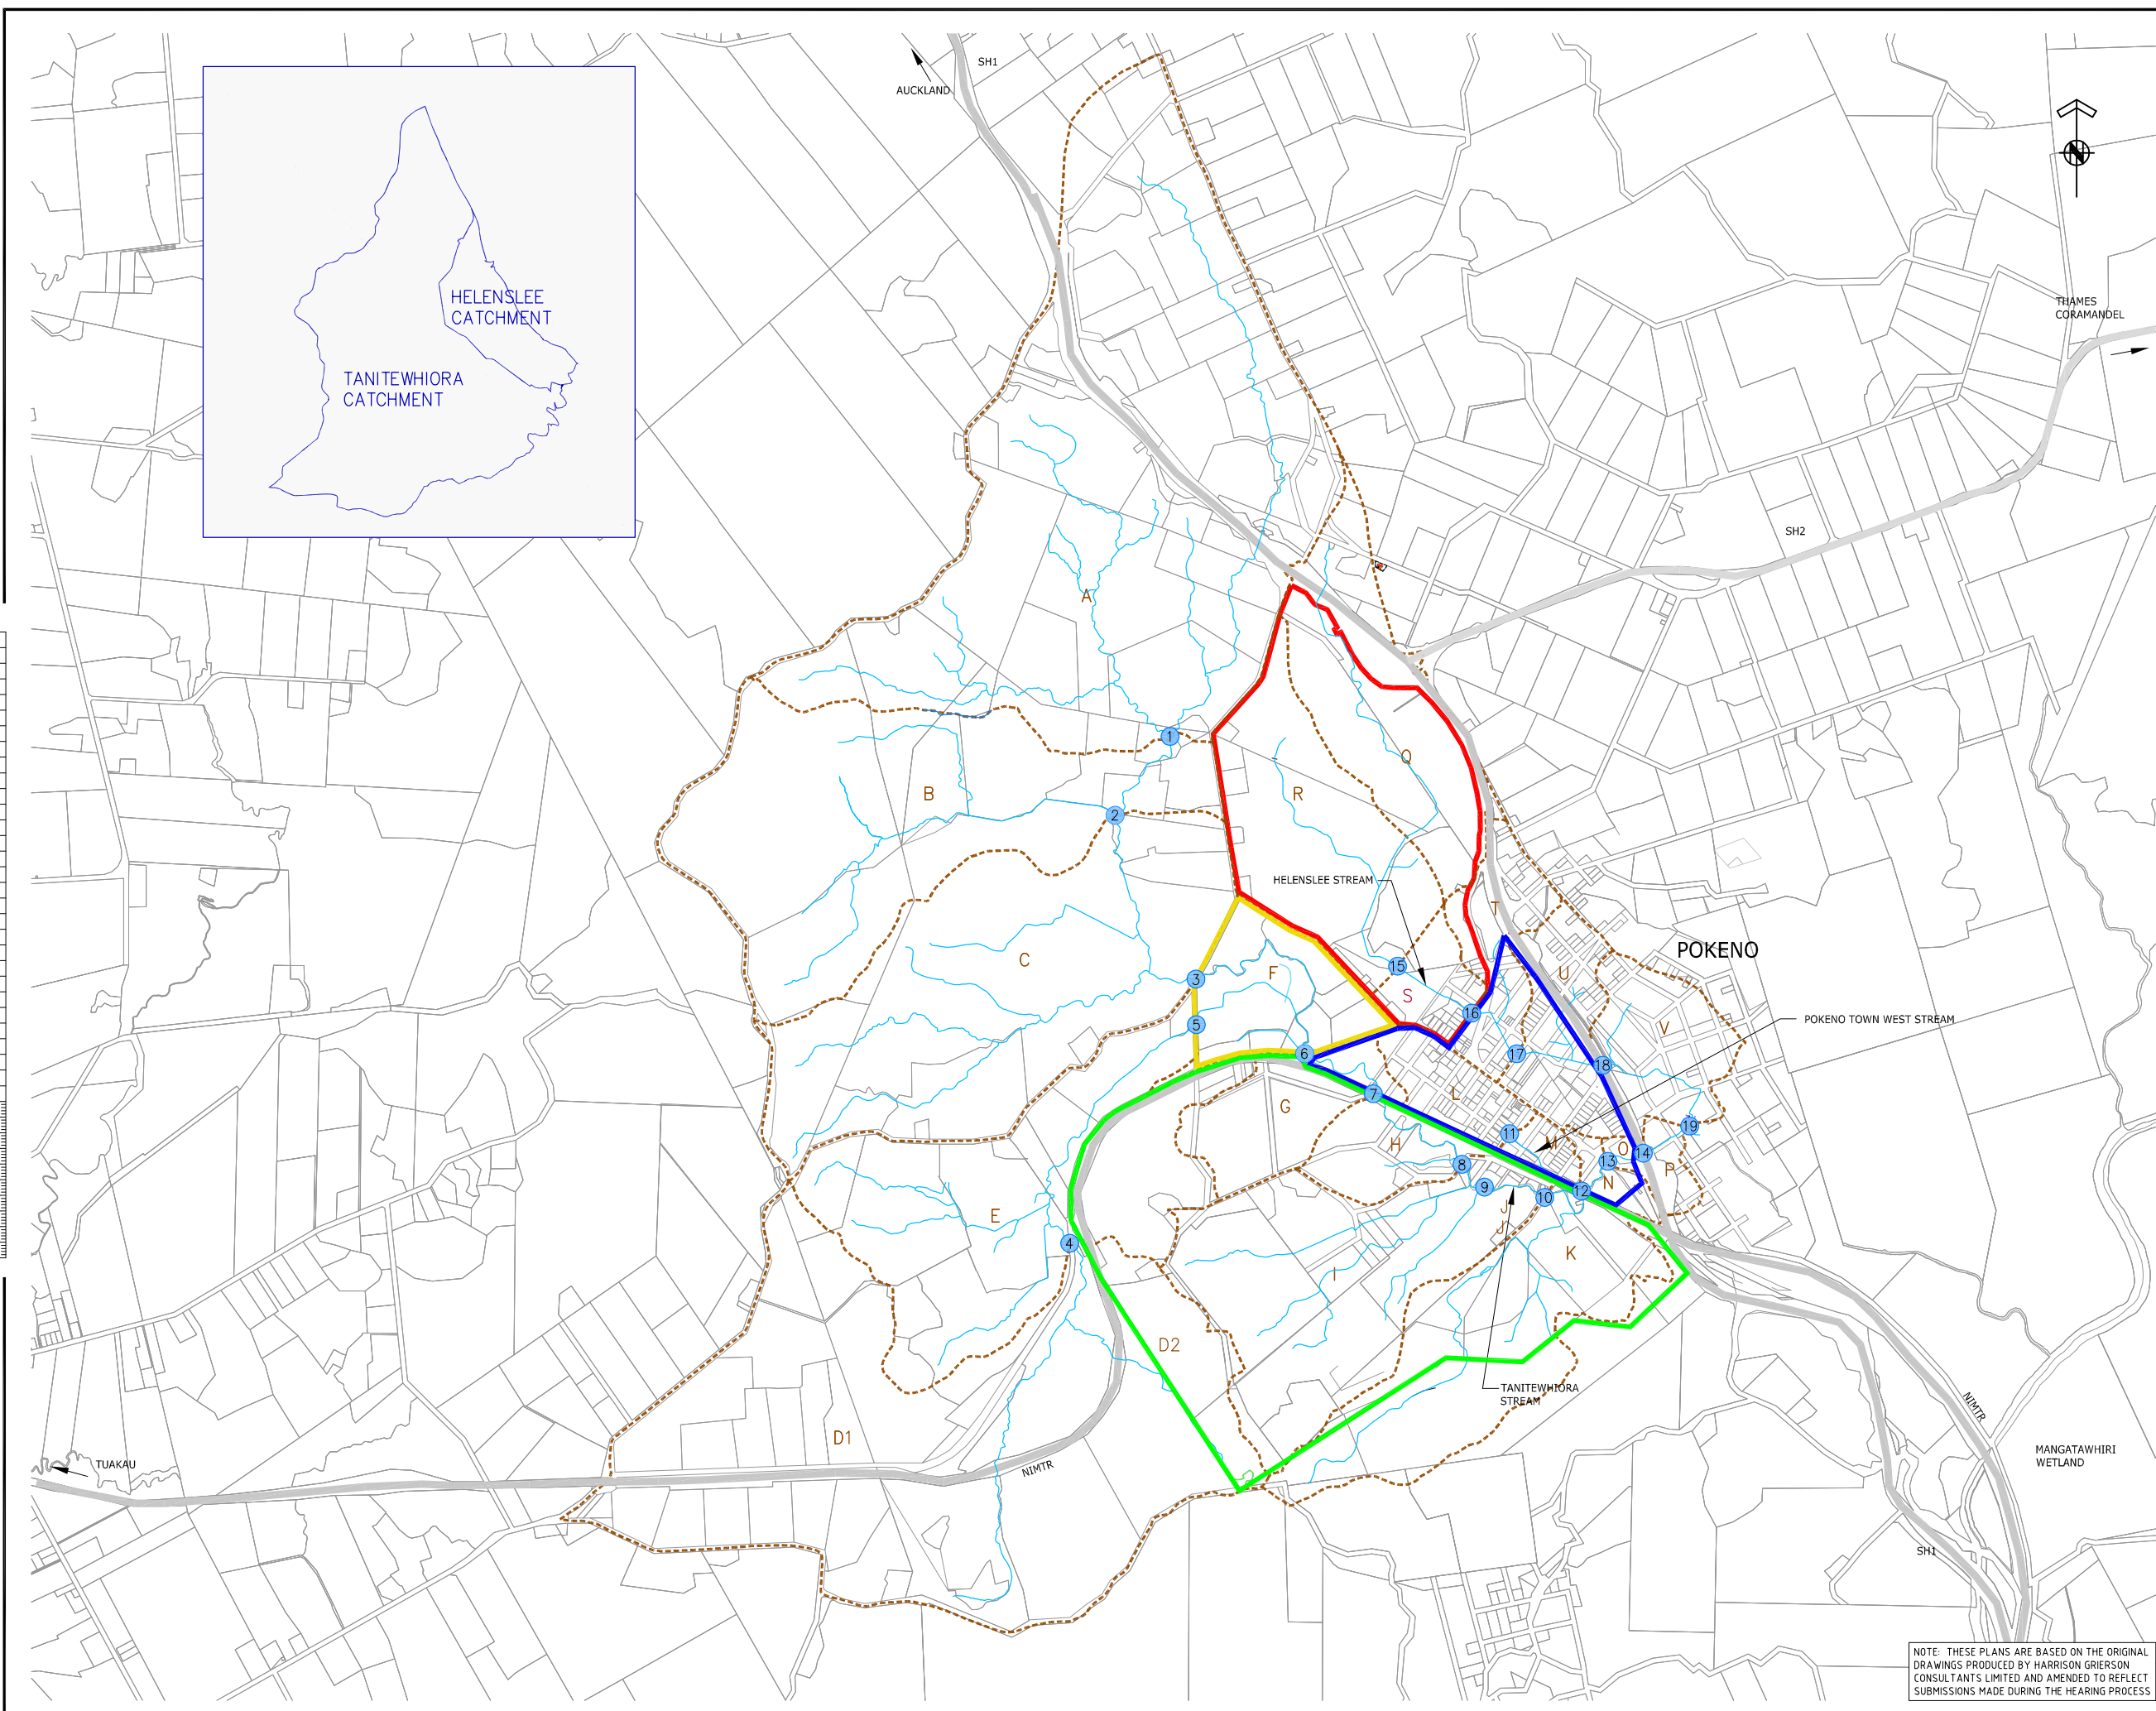 SH1
AUCKLAND
HELENSLEE
CATCHMENT
TANITEWHIORA
CATCHMENT
THAMES
CORAMANDEL
SH2
A
Q
1
B
R
2
HELENSLEE STREAM
T
POKENO
C
F
15
U
3
S
16
5
V
POKENO TOWN WEST STREAM
6
17
18
7
L
G
19
11
H
M
O
14
8
13
P
9
10
12
N
J
J
E
4
K
I
D2
TANITEWHIORA
STREAM
NIMTR
D1
TUAKAU
NIMTR
MANGATAWHIRI
WETLAND
SH1
NOTE: THESE PLANS ARE BASED ON THE ORIGINAL
DRAWINGS PRODUCED BY HARRISON GRIERSON
CONSULTANTS LIMITED AND AMENDED TO REFLECT
SUBMISSIONS MADE DURING THE HEARING PROCESS